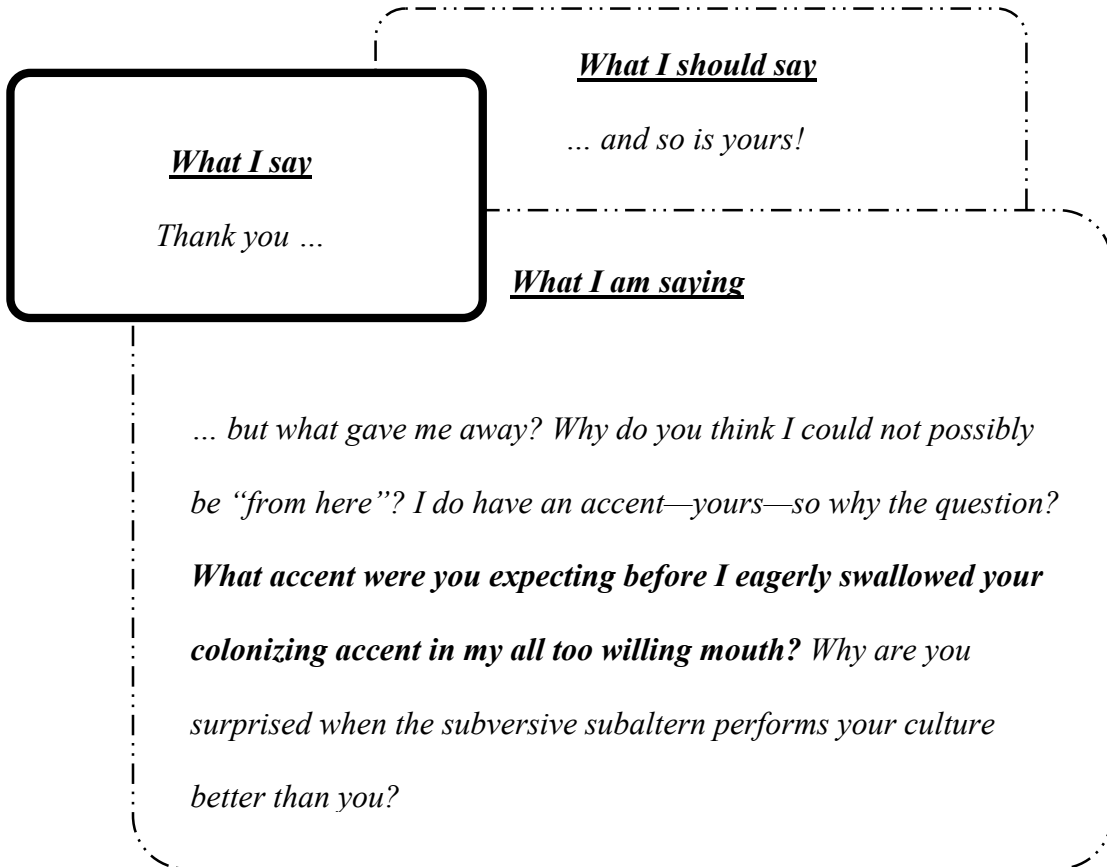 What I should say
... and so is yours!
What I say
Thank you ...
What I am saying
... but what gave me away? Why do you think I could not possibly
be “from here”? I do have an accent—yours—so why the question?
What accent were you expecting before I eagerly swallowed your
colonizing accent in my all too willing mouth? Why are you
surprised when the subversive subaltern performs your culture
better than you?